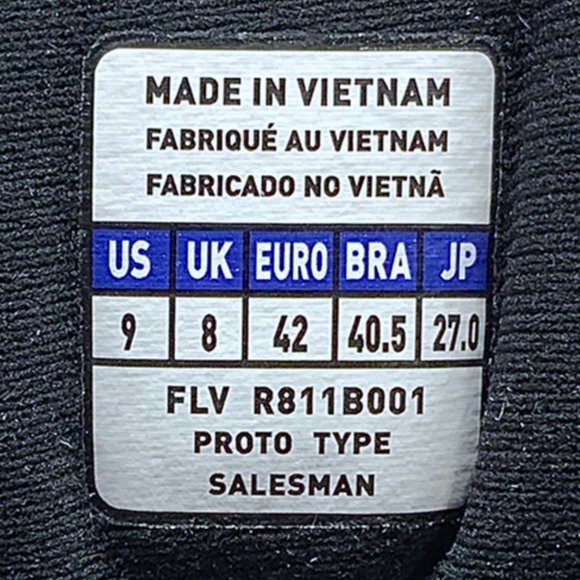 MADE IN VIETNAM
FABRIQUÉ AU VIETNAM
FABRICADO NO VIETNÃ
US UK EURO BRA JP
9 8 42 40.5 27.0
FLV R811B001
PROTO TYPE
SALESMAN